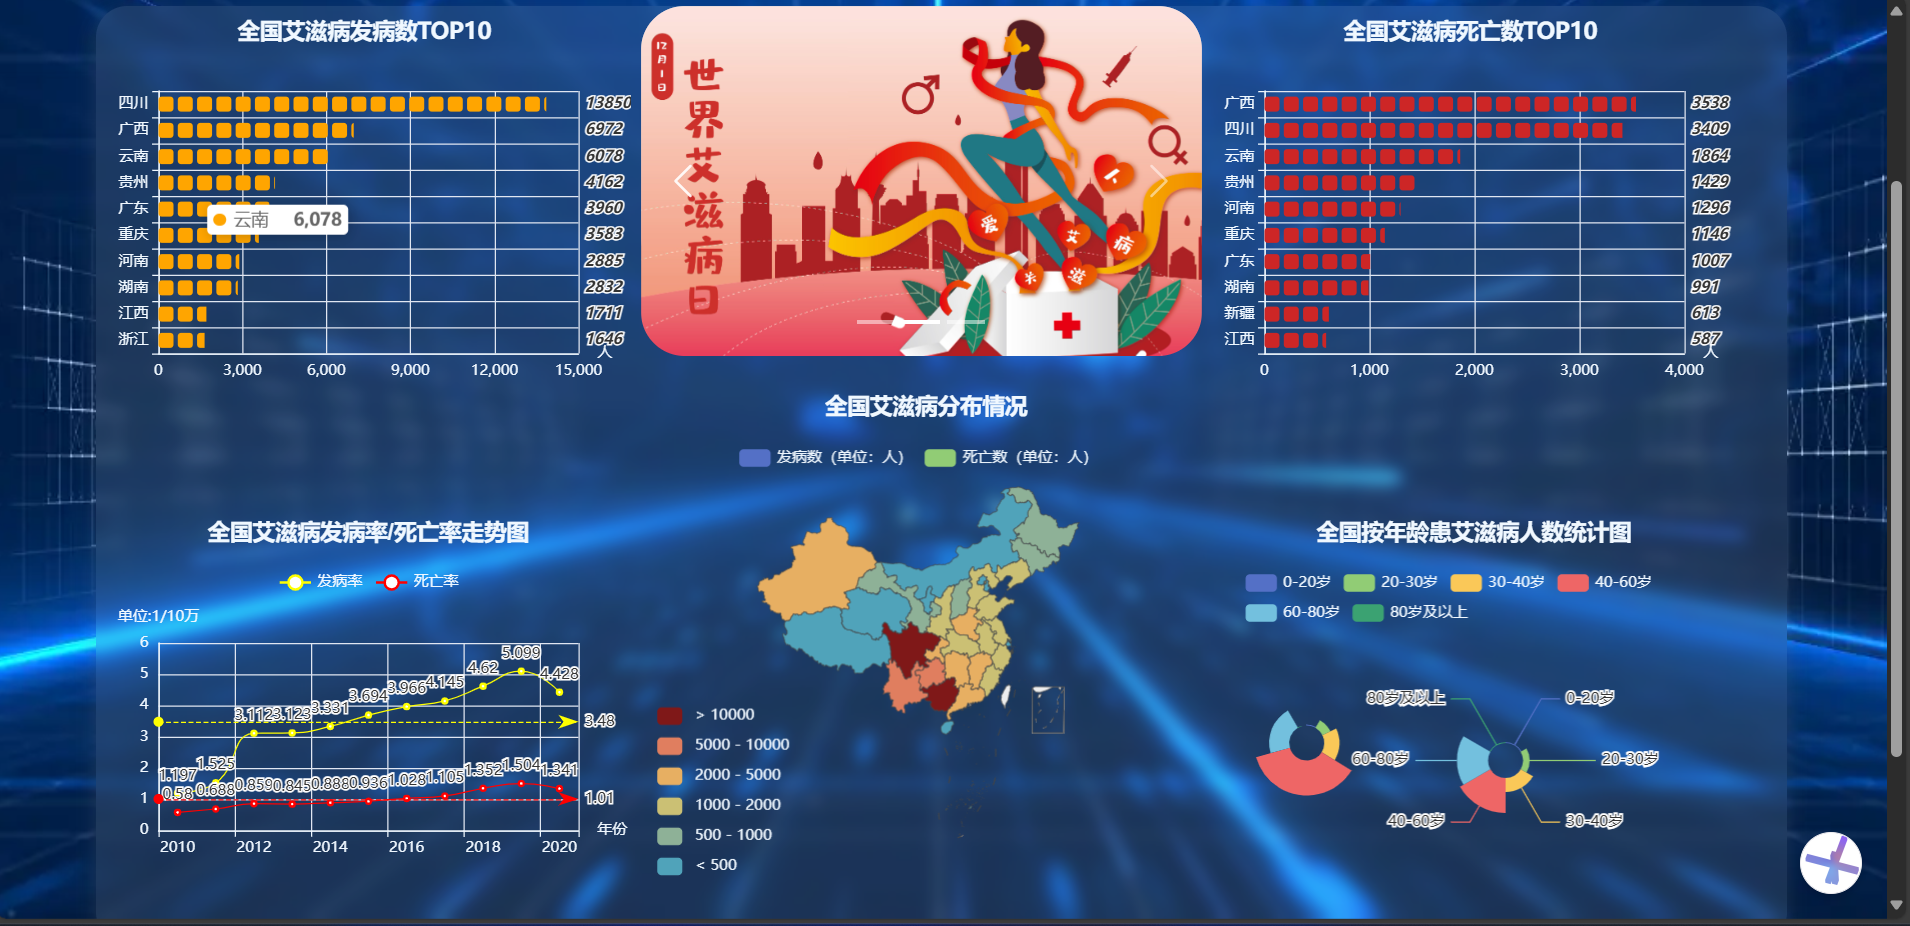 全国艾滋病发病数TOP10
四川 13850
广西 6972
云南 6078
贵州 4162
广东 3960
重庆 3583
河南 2885
湖南 2832
江西 1711
浙江 1646
人
0 3,000 6,000 9,000 12,000 15,000
云南 6,078
12月1日
世界艾滋病日
爱
艾
病
滋
全国艾滋病死亡数TOP10
广西 3538
四川 3409
云南 1864
贵州 1429
河南 1296
重庆 1146
广东 1007
湖南 991
新疆 613
江西 587
人
0 1,000 2,000 3,000 4,000
全国艾滋病分布情况
发病数（单位：人） 死亡数（单位：人）
> 10000
5000 - 10000
2000 - 5000
1000 - 2000
500 - 1000
< 500
全国艾滋病发病率/死亡率走势图
发病率 死亡率
单位:1/10万
6
5
4
3
2
1
0
1.197 1.525 3.112 3.123 3.331 3.694 3.966 4.145 4.62 5.099 4.428
3.48
0.58 0.688 0.859 0.845 0.888 0.936 1.028 1.105 1.352 1.504 1.341
1.01
年份
2010 2012 2014 2016 2018 2020
全国按年龄患艾滋病人数统计图
0-20岁 20-30岁 30-40岁 40-60岁
60-80岁 80岁及以上
80岁及以上 0-20岁
60-80岁 20-30岁
40-60岁 30-40岁